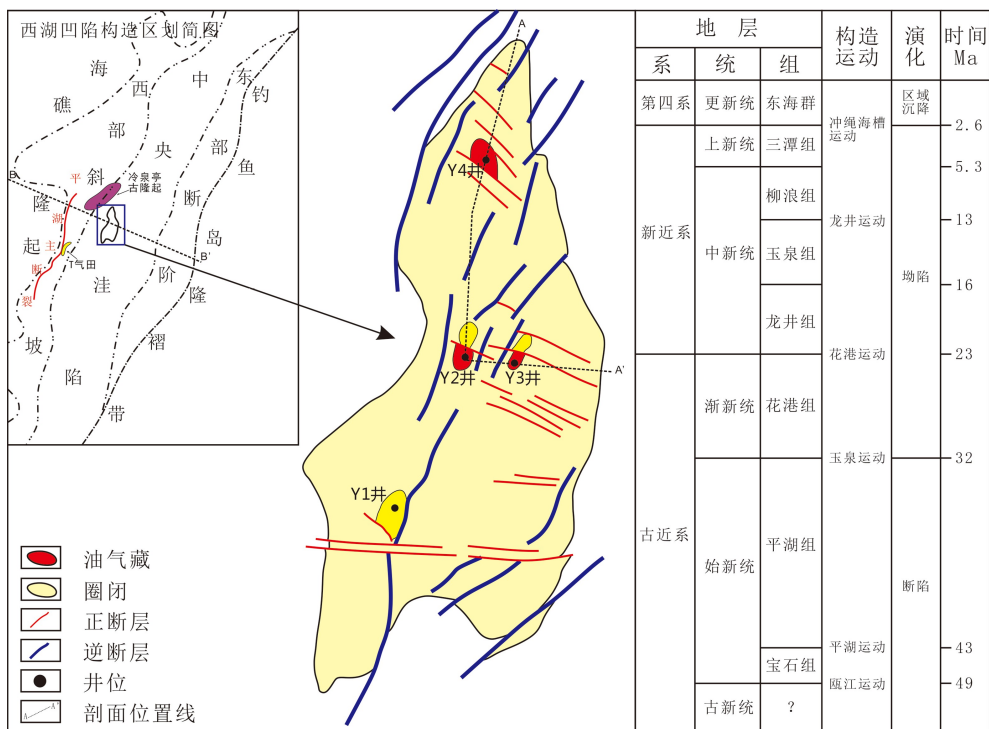 西湖凹陷构造区划简图
海礁隆起
西部斜坡
中央洼陷
东部断阶带
钓鱼岛隆褶带
平湖主断裂
冷泉亭
古隆起
T气田
B
B'
A
Y4井
Y2井
Y3井
A'
Y1井
油气藏
圈闭
正断层
逆断层
井位
剖面位置线
A
A'
地 层
构造
运动
演
化
时间
Ma
系
统
组
第四系
更新统
东海群
区域
沉降
冲绳海槽
运动
2.6
上新统
三潭组
5.3
新近系
中新统
柳浪组
龙井运动
13
玉泉组
坳陷
16
龙井组
花港运动
23
渐新统
花港组
玉泉运动
32
古近系
始新统
平湖组
断陷
平湖运动
43
宝石组
瓯江运动
49
古新统
?